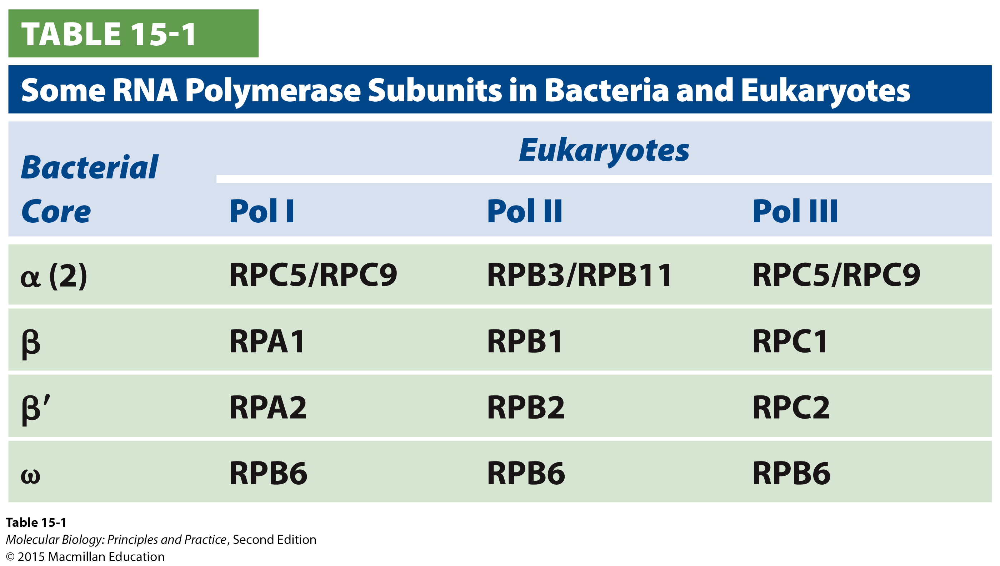 TABLE 15-1
Some RNA Polymerase Subunits in Bacteria and Eukaryotes
Bacterial Core
Eukaryotes
Pol I Pol II Pol III
α (2) RPC5/RPC9 RPB3/RPB11 RPC5/RPC9
β RPA1 RPB1 RPC1
β′ RPA2 RPB2 RPC2
ω RPB6 RPB6 RPB6
Table 15-1
Molecular Biology: Principles and Practice, Second Edition
© 2015 Macmillan Education